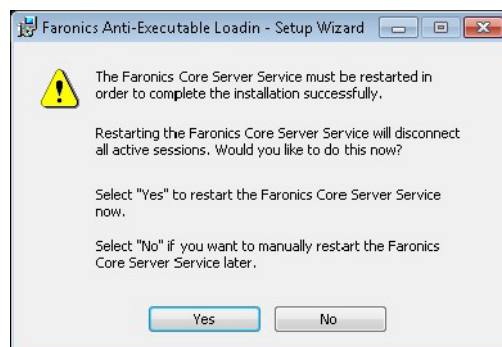 Faronics Anti-Executable Loadin - Setup Wizard
The Faronics Core Server Service must be restarted in
order to complete the installation successfully.
Restarting the Faronics Core Server Service will disconnect
all active sessions. Would you like to do this now?
Select "Yes" to restart the Faronics Core Server Service
now.
Select "No" if you want to manually restart the Faronics
Core Server Service later.
Yes
No